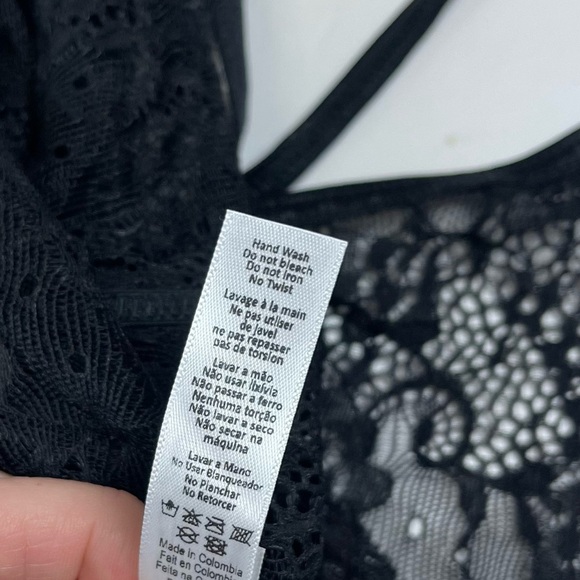 Hand Wash
Do not bleach
Do not Iron
No Twist
Lavage à la main
Ne pas utiliser
de javel
ne pas repasser
pas de torsion
Lavar a mão
Não usar lixívia
Não passar a ferro
Nenhuma torção
Não lavar a seco
Não secar na
máquina
Lavar a Mano
No Usar Blanqueador
No Planchar
No Retorcer
Made in Colombia
Fait en Colombie
Feita na